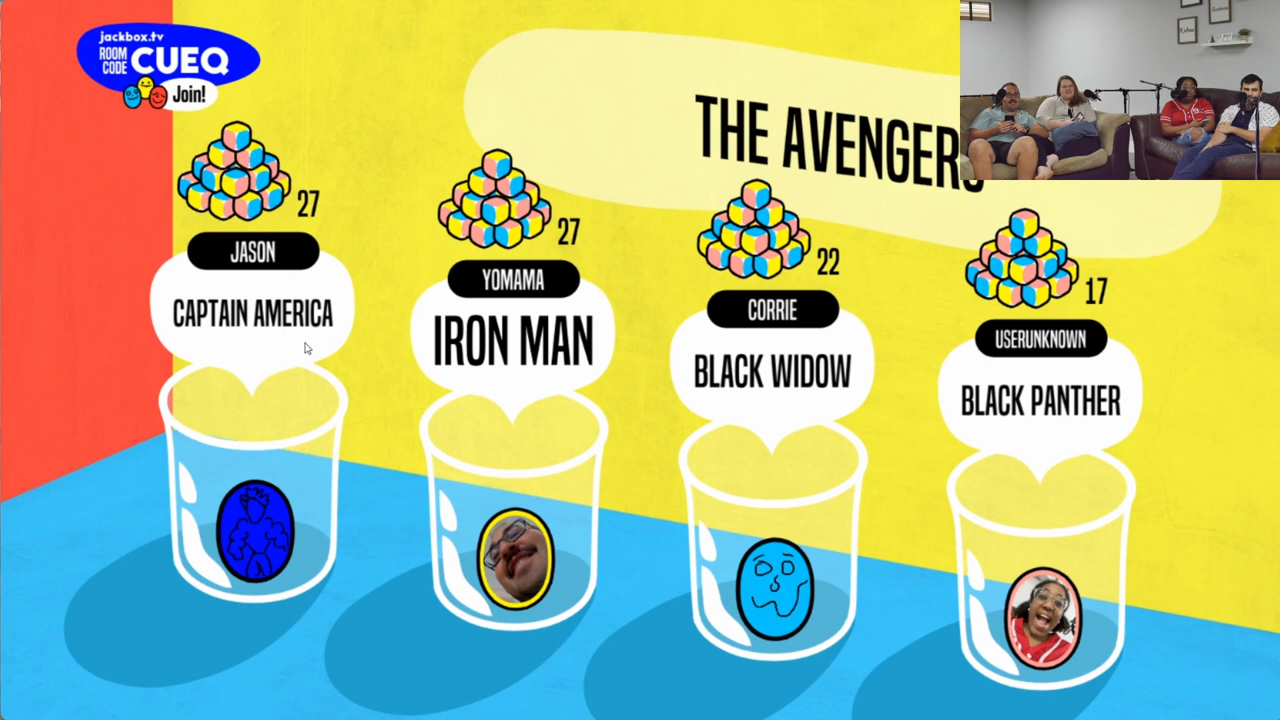 jackbox.tv
ROOM
CODE
CUEQ
Join!
THE AVENGERS
27
JASON
CAPTAIN AMERICA
27
YOMAMA
IRON MAN
22
CORRIE
BLACK WIDOW
17
USERUNKNOWN
BLACK PANTHER